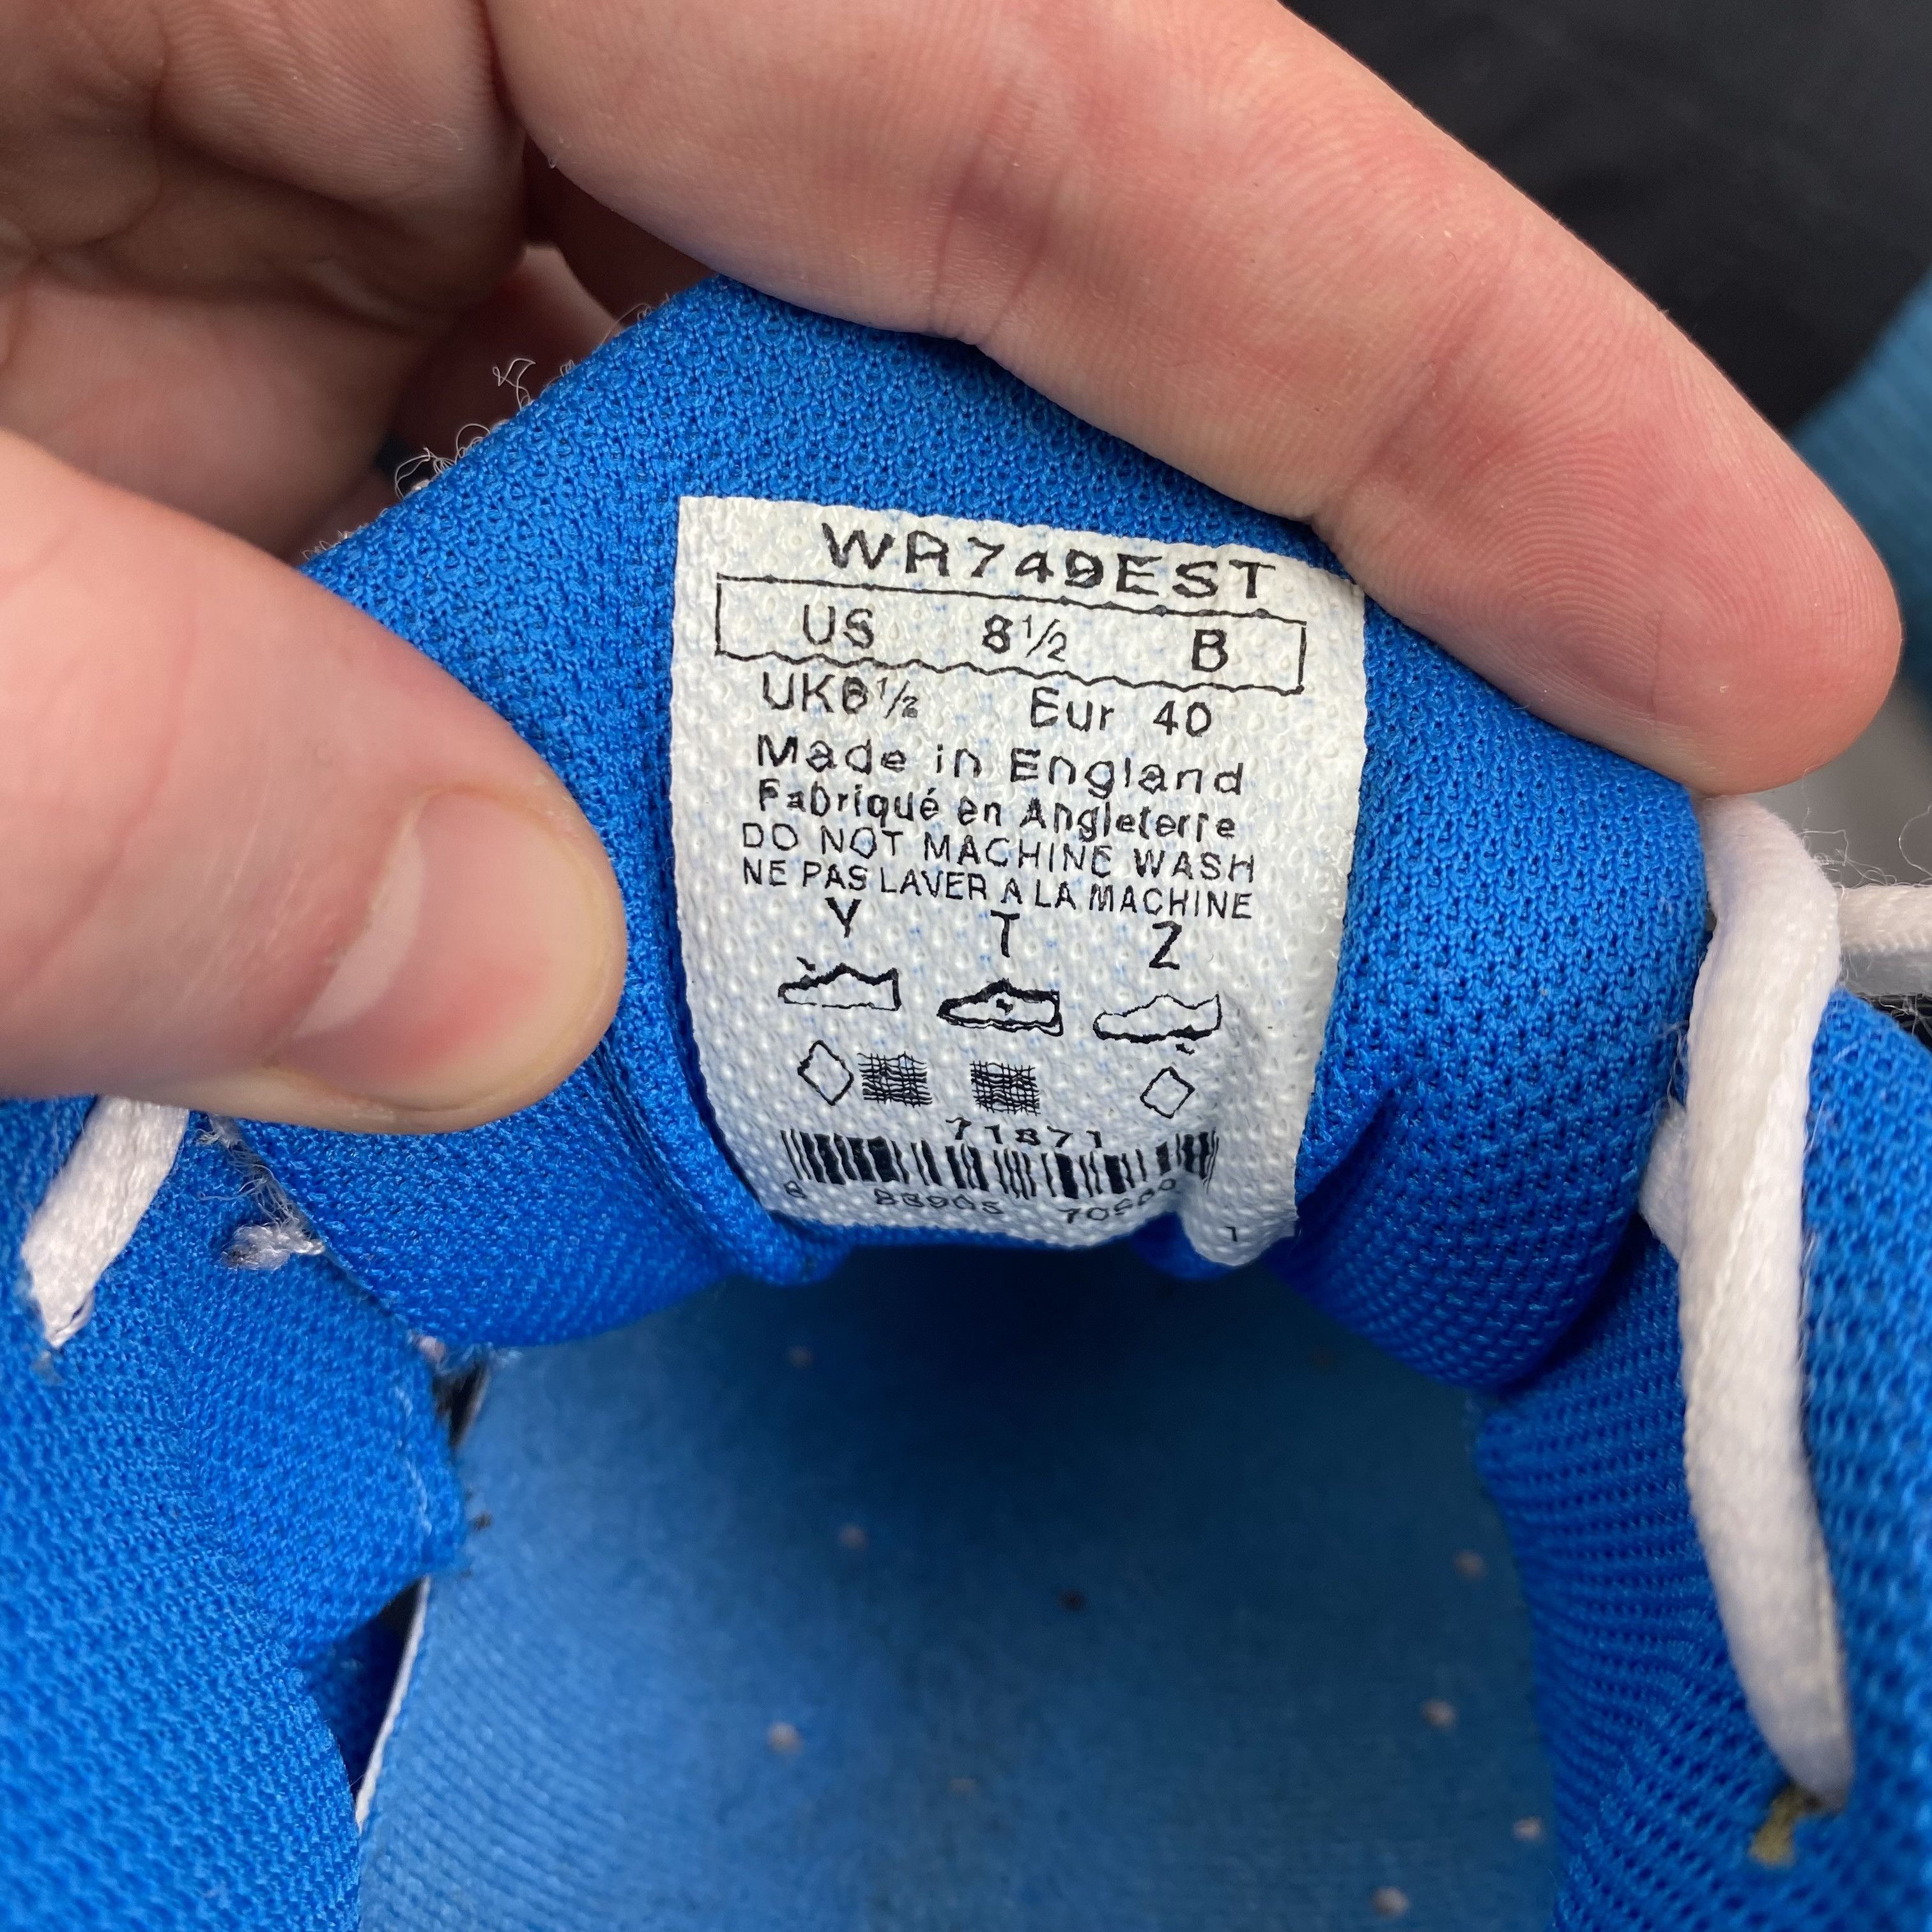 WR749EST
US 8½ B
UK6½ Eur 40
Made in England
Fabriqué en Angleterre
DO NOT MACHINE WASH
NE PAS LAVER A LA MACHINE
Y T Z
71871
1